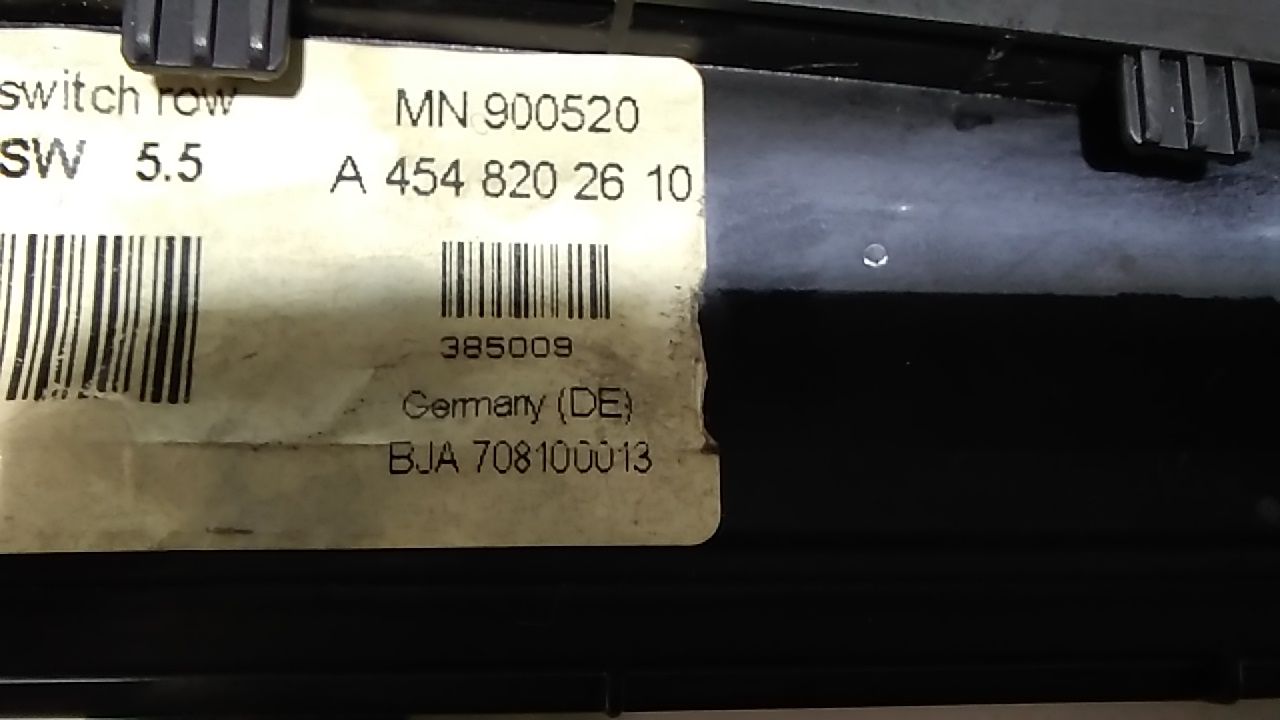 switch row
MN 900520
SW 5.5
A 454 820 26 10
385009
Germany (DE)
BJA 708100013